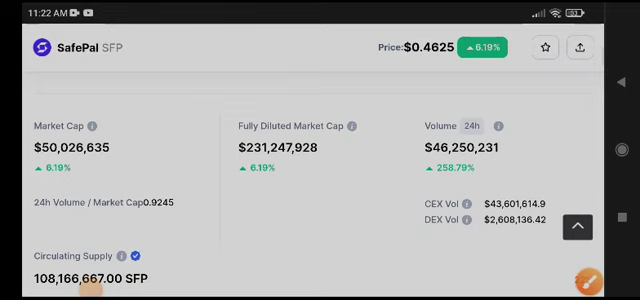 11:22 AM
SafePal SFP Price:$0.4625 6.19%
Market Cap Fully Diluted Market Cap Volume 24h
$50,026,635 $231,247,928 $46,250,231
6.19% 6.19% 258.79%
24h Volume / Market Cap0.9245 CEX Vol $43,601,614.9
DEX Vol $2,608,136.42
Circulating Supply
108,166,667.00 SFP